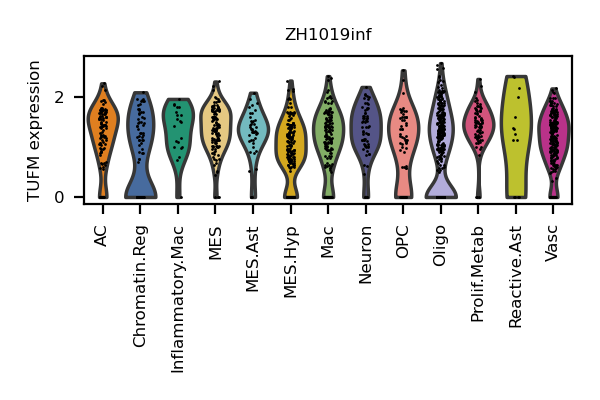 ZH1019inf
TUFM expression
2
0
AC
Chromatin.Reg
Inflammatory.Mac
MES
MES.Ast
MES.Hyp
Mac
Neuron
OPC
Oligo
Prolif.Metab
Reactive.Ast
Vasc